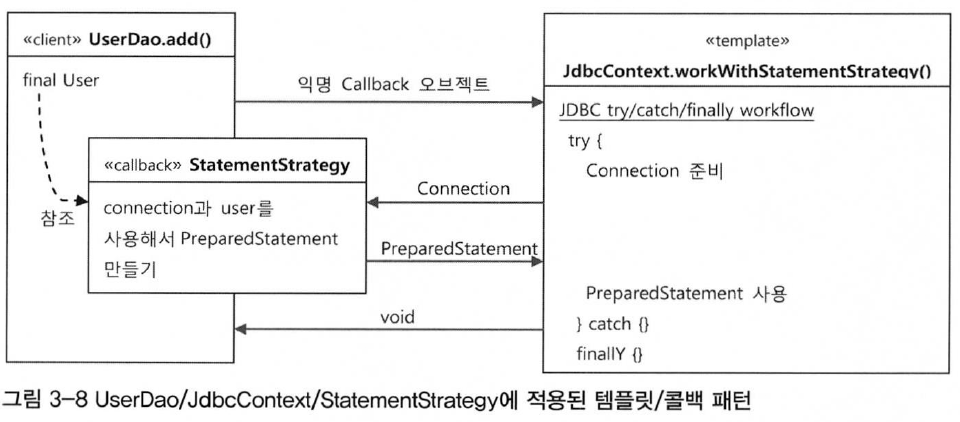 «client» UserDao.add()
final User
참조
«callback» StatementStrategy
connection과 user를
사용해서 PreparedStatement
만들기
익명 Callback 오브젝트
Connection
PreparedStatement
void
«template»
JdbcContext.workWithStatementStrategy()
JDBC try/catch/finally workflow
try {
Connection 준비
PreparedStatement 사용
} catch {}
finallY {}
그림 3-8 UserDao/JdbcContext/StatementStrategy에 적용된 템플릿/콜백 패턴